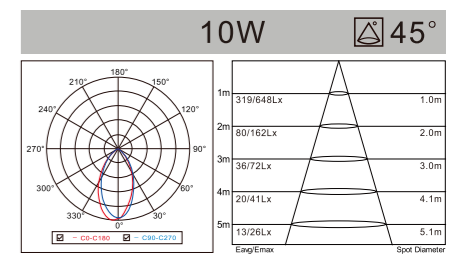 10W 45°
180°
210° 150°
240° 120°
270° 90°
300° 60°
330° 30°
0°
– C0-C180 – C90-C270
1m
319/648Lx 1.0m
2m
80/162Lx 2.0m
3m
36/72Lx 3.0m
4m
20/41Lx 4.1m
5m
13/26Lx 5.1m
Eavg/Emax Spot Diameter